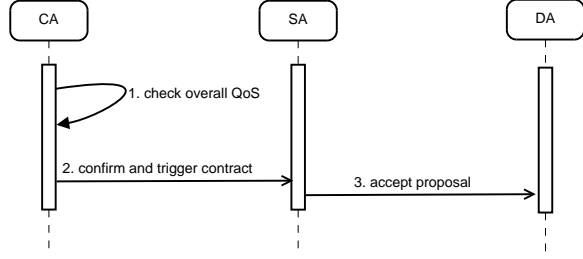 CA
SA
DA
1. check overall QoS
2. confirm and trigger contract
3. accept proposal